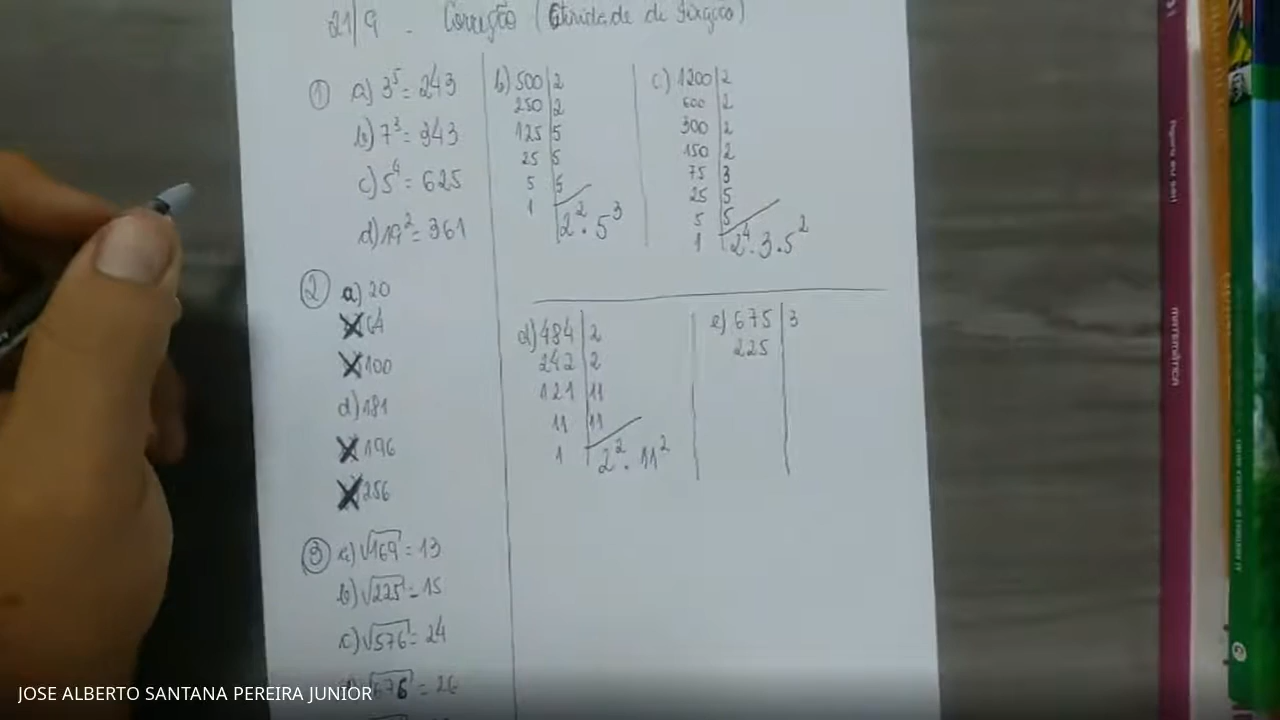 21/9 - Correção (Atividade de fixação)
① a) 3⁵ = 243
b) 7³ = 343
c) 5⁴ = 625
d) 19² = 361
② a) 20
64
100
d) 181
196
256
③ a) √169 = 13
b) √225 = 15
c) √576 = 24
√676 = 26
b) 500 | 2
250 | 2
125 | 5
25 | 5
5 | 5
1 | 2² . 5³
c) 1200 | 2
600 | 2
300 | 2
150 | 2
75 | 3
25 | 5
5 | 5
1 | 2⁴ . 3 . 5²
d) 484 | 2
242 | 2
121 | 11
11 | 11
1 | 2² . 11²
e) 675 | 3
225
MATEMÁTICA
JOSE ALBERTO SANTANA PEREIRA JUNIOR